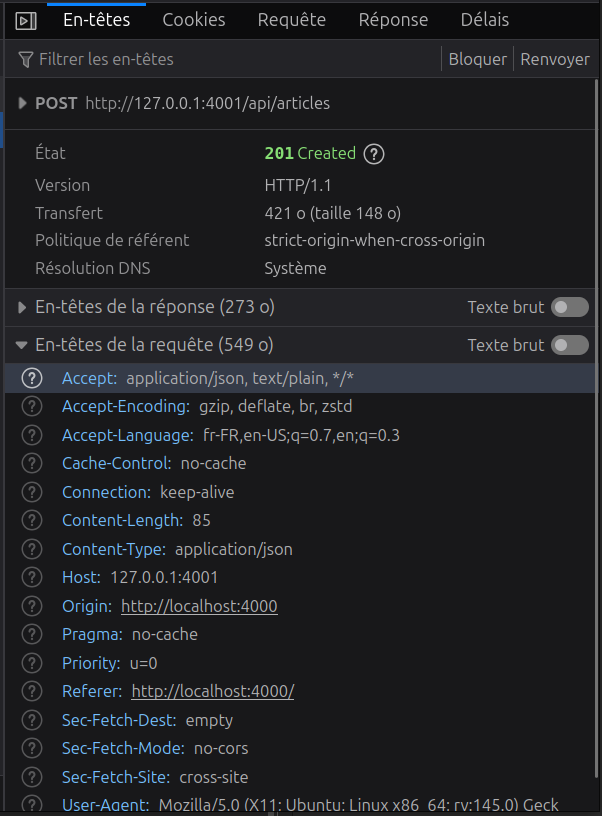 En-têtes Cookies Requête Réponse Délais
Filtrer les en-têtes Bloquer Renvoyer
POST http://127.0.0.1:4001/api/articles
État 201 Created ?
Version HTTP/1.1
Transfert 421 o (taille 148 o)
Politique de référent strict-origin-when-cross-origin
Résolution DNS Système
En-têtes de la réponse (273 o) Texte brut
En-têtes de la requête (549 o) Texte brut
? Accept: application/json, text/plain, */*
? Accept-Encoding: gzip, deflate, br, zstd
? Accept-Language: fr-FR,en-US;q=0.7,en;q=0.3
? Cache-Control: no-cache
? Connection: keep-alive
? Content-Length: 85
? Content-Type: application/json
? Host: 127.0.0.1:4001
? Origin: http://localhost:4000
? Pragma: no-cache
? Priority: u=0
? Referer: http://localhost:4000/
? Sec-Fetch-Dest: empty
? Sec-Fetch-Mode: no-cors
? Sec-Fetch-Site: cross-site
? User-Agent: Mozilla/5.0 (X11; Ubuntu; Linux x86_64; rv:145.0) Geck